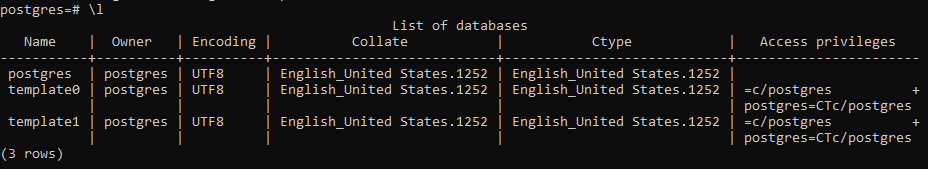 postgres=# \l
                                             List of databases
   Name    |  Owner   | Encoding |          Collate           |           Ctype            |   Access privileges
-----------+----------+----------+----------------------------+----------------------------+-----------------------
 postgres  | postgres | UTF8     | English_United States.1252 | English_United States.1252 |
 template0 | postgres | UTF8     | English_United States.1252 | English_United States.1252 | =c/postgres          +
           |          |          |                            |                            | postgres=CTc/postgres
 template1 | postgres | UTF8     | English_United States.1252 | English_United States.1252 | =c/postgres          +
           |          |          |                            |                            | postgres=CTc/postgres
(3 rows)